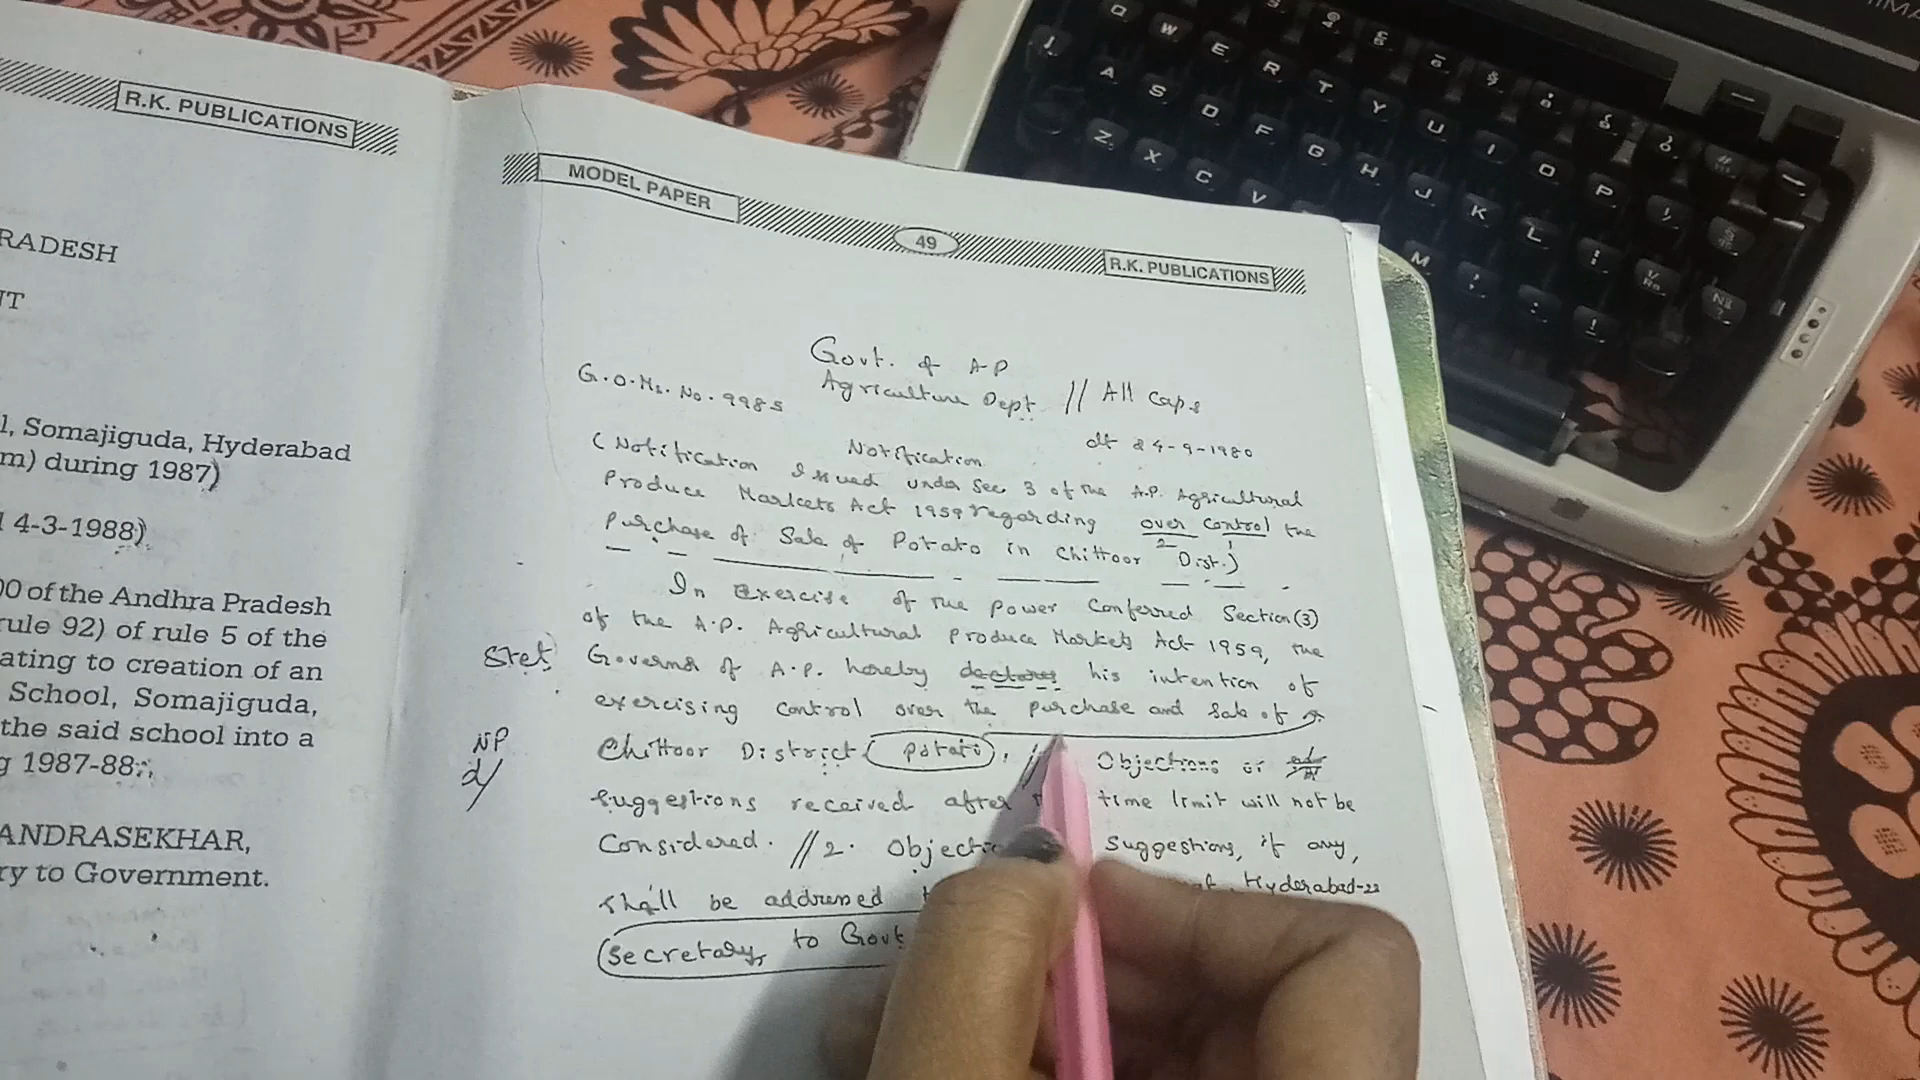 R.K. PUBLICATIONS
RADESH
NT
l, Somajiguda, Hyderabad
m) during 1987)
l 4-3-1988)
00 of the Andhra Pradesh
rule 92) of rule 5 of the
ating to creation of an
School, Somajiguda,
the said school into a
g 1987-88;,
ANDRASEKHAR,
ry to Government.
MODEL PAPER
49
R.K. PUBLICATIONS
Govt. of A-P
Agriculture Dept // All Caps
G.O.Ms.No.9985
Notification dt 24-9-1980
(Notification Issued under Sec 3 of the A.P. Agricultural
Produce Markets Act 1959 regarding over control the
2 1
purchase of Sale of Potato in Chittoor Dist.)
In Exercise of the power Conferred Section(3)
of the A.P. Agricultural Produce Markets Act 1959, the
Stet Governor of A.P. hereby declares his intention of
exercising control over the purchase and Sale of
NP Chittoor District potato, // Objections or
d/ Suggestions received after time limit will not be
Considered. // 2. Suggestions, if any,
shall be addressed Hyderabad-22
Secretary, to Govt
Q W E R T Y U I O P
A S D F G H J K L
Z X C V M